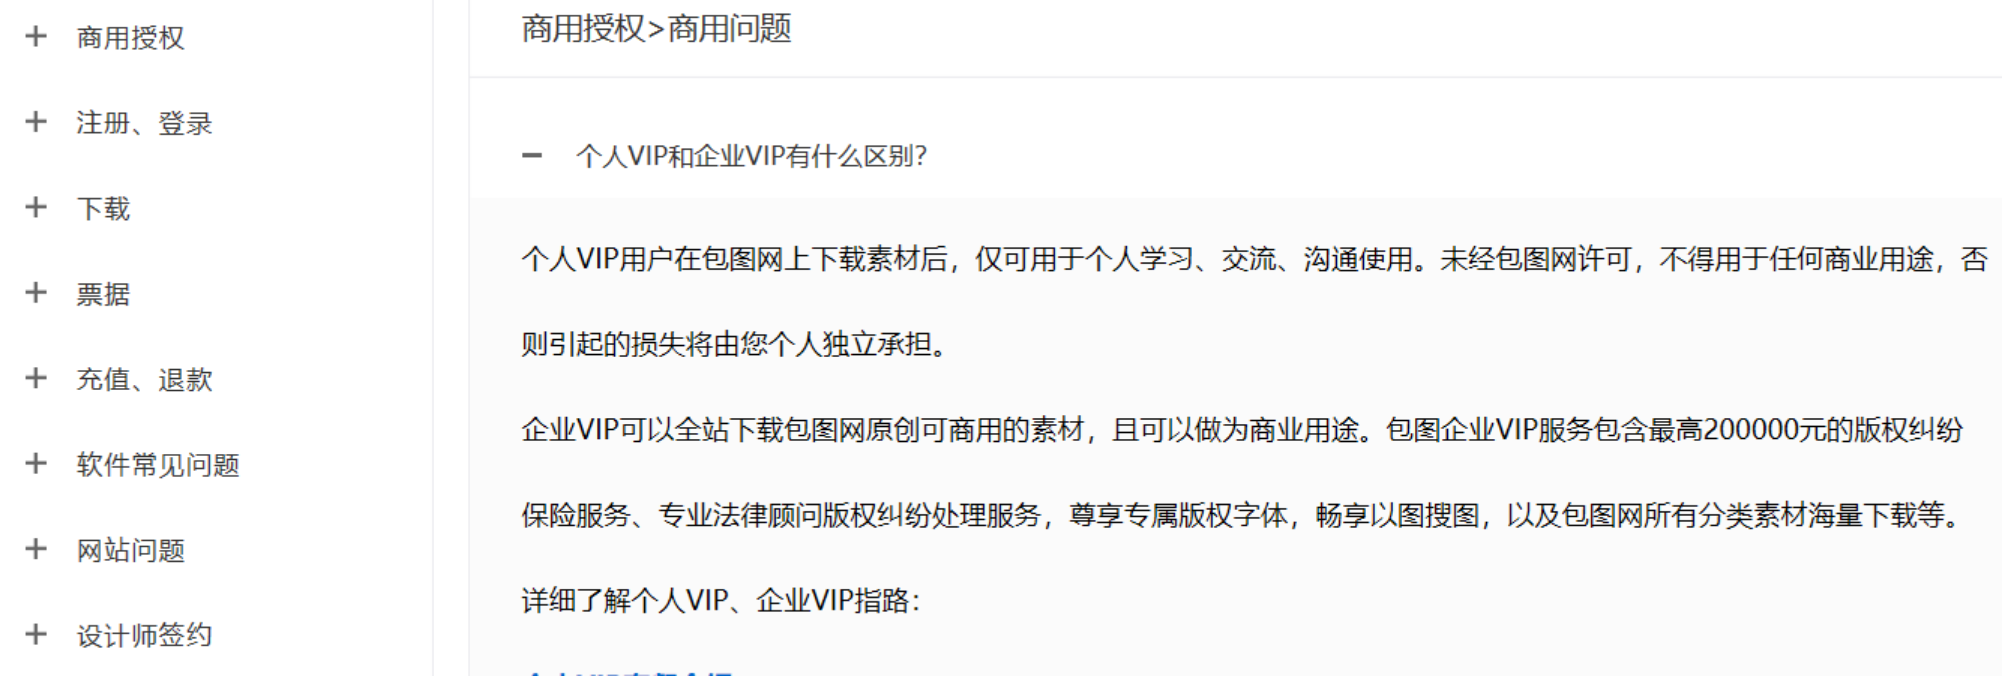 商用授权
注册、登录
下载
票据
充值、退款
软件常见问题
网站问题
设计师签约
商用授权>商用问题
个人VIP和企业VIP有什么区别?
个人VIP用户在包图网上下载素材后，仅可用于个人学习、交流、沟通使用。未经包图网许可，不得用于任何商业用途，否
则引起的损失将由您个人独立承担。
企业VIP可以全站下载包图网原创可商用的素材，且可以做为商业用途。包图企业VIP服务包含最高200000元的版权纠纷
保险服务、专业法律顾问版权纠纷处理服务，尊享专属版权字体，畅享以图搜图，以及包图网所有分类素材海量下载等。
详细了解个人VIP、企业VIP指路：